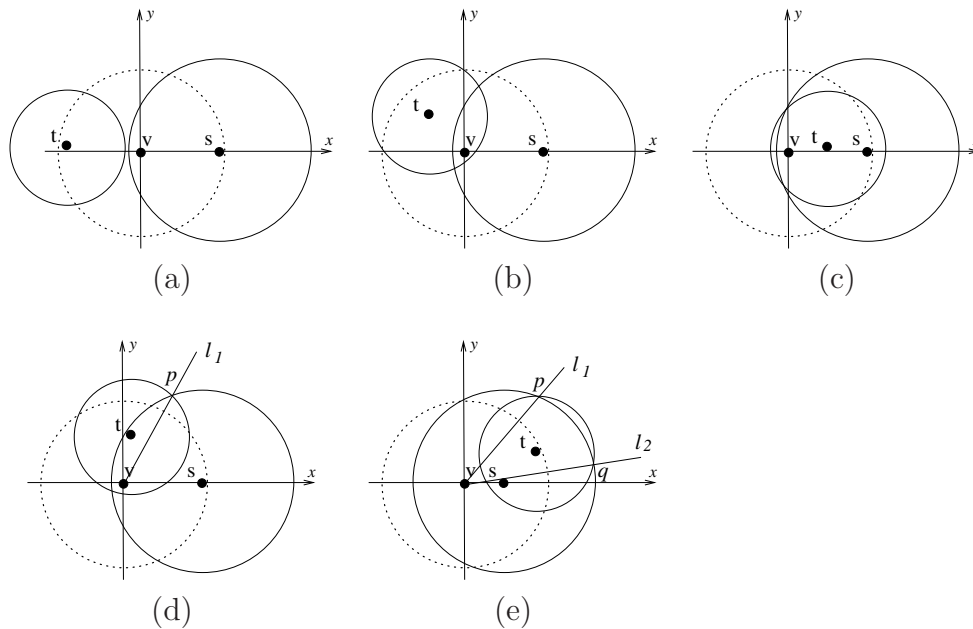 y
t v s x
(a)
y
t v s x
(b)
y
v t s x
(c)
y
l1
p
t
v s x
(d)
y
l1
p
t
l2
v s q x
(e)